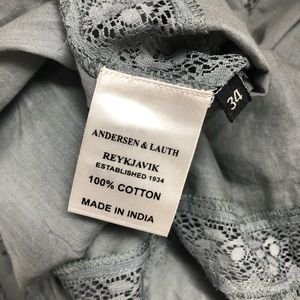 ANDERSEN & LAUTH
REYKJAVIK
ESTABLISHED 1934
100% COTTON
MADE IN INDIA
34